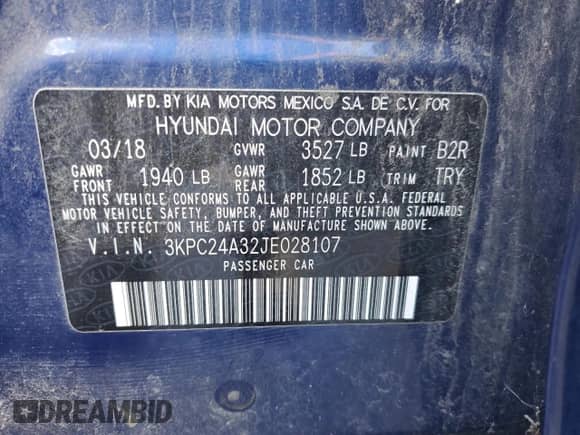 MFD. BY KIA MOTORS MEXICO S.A. DE C.V. FOR
HYUNDAI MOTOR COMPANY
03/18 GVWR 3527 LB PAINT B2R
GAWR FRONT 1940 LB GAWR REAR 1852 LB TRIM TRY
THIS VEHICLE CONFORMS TO ALL APPLICABLE U.S.A. FEDERAL
MOTOR VEHICLE SAFETY, BUMPER, AND THEFT PREVENTION STANDARDS
IN EFFECT ON THE DATE OF MANUFACTURE SHOWN ABOVE.
V.I.N. 3KPC24A32JE028107
PASSENGER CAR
DREAMBID